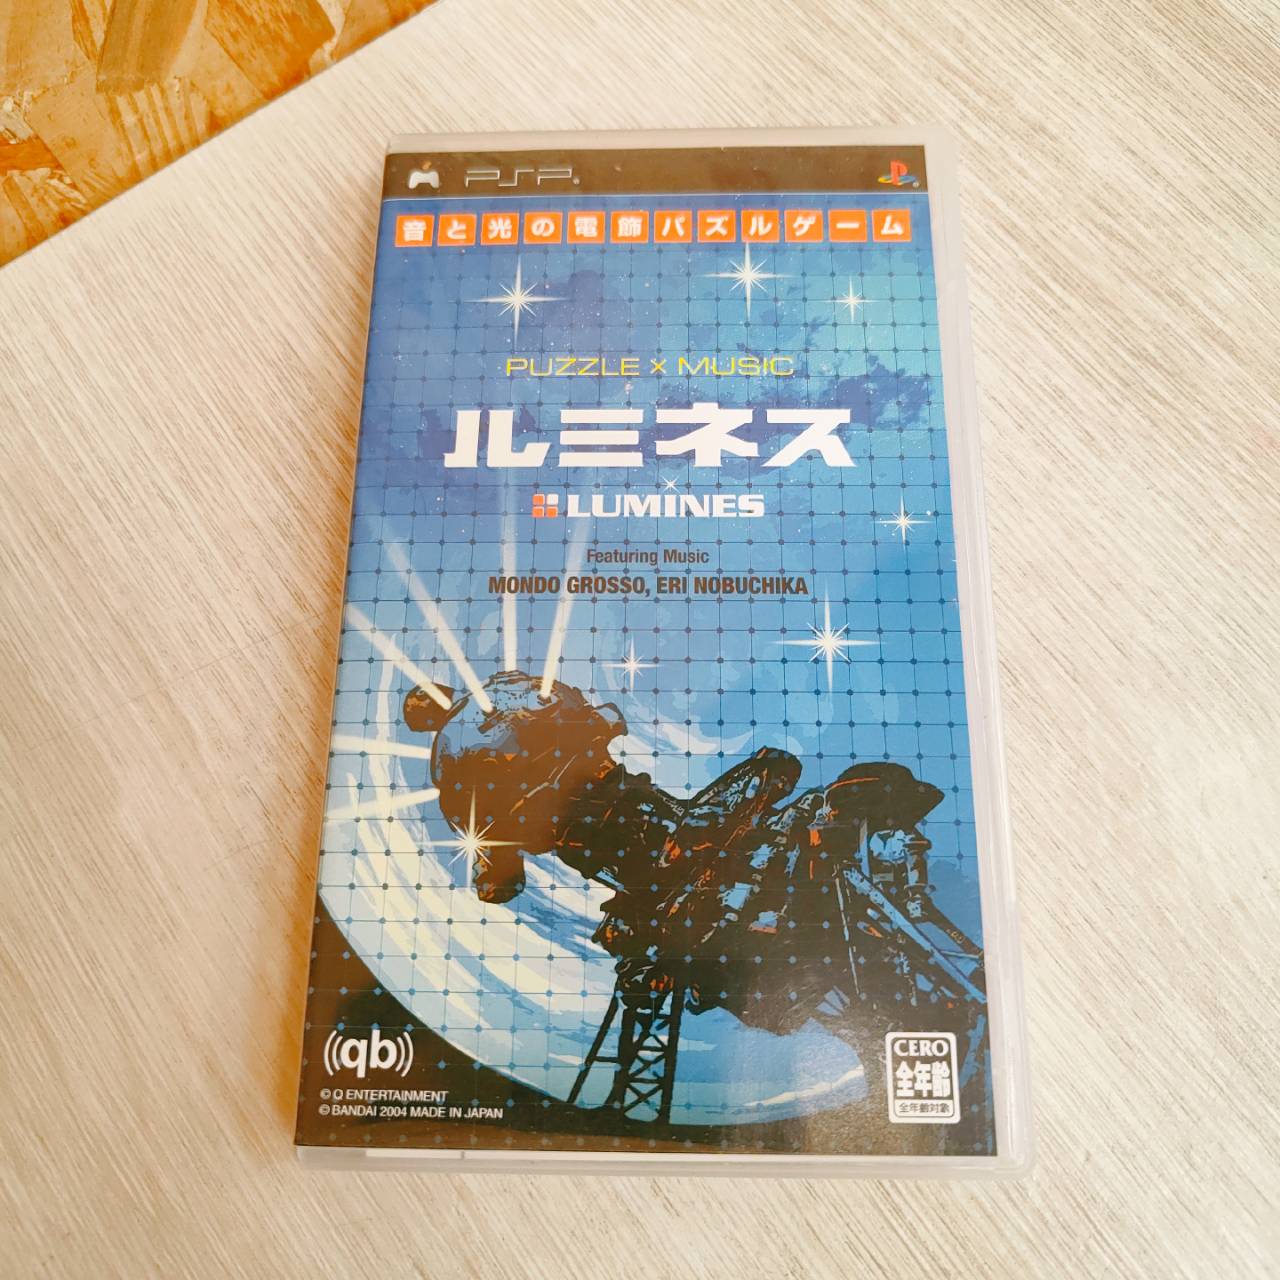 PSP
音と光の電飾パズルゲーム
PUZZLE × MUSIC
ルミネス
LUMINES
Featuring Music
MONDO GROSSO, ERI NOBUCHIKA
qb
© Q ENTERTAINMENT
© BANDAI 2004 MADE IN JAPAN
CERO
全年齢
全年齢対象